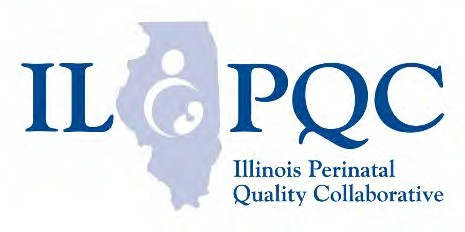 IL PQC
Illinois Perinatal
Quality Collaborative